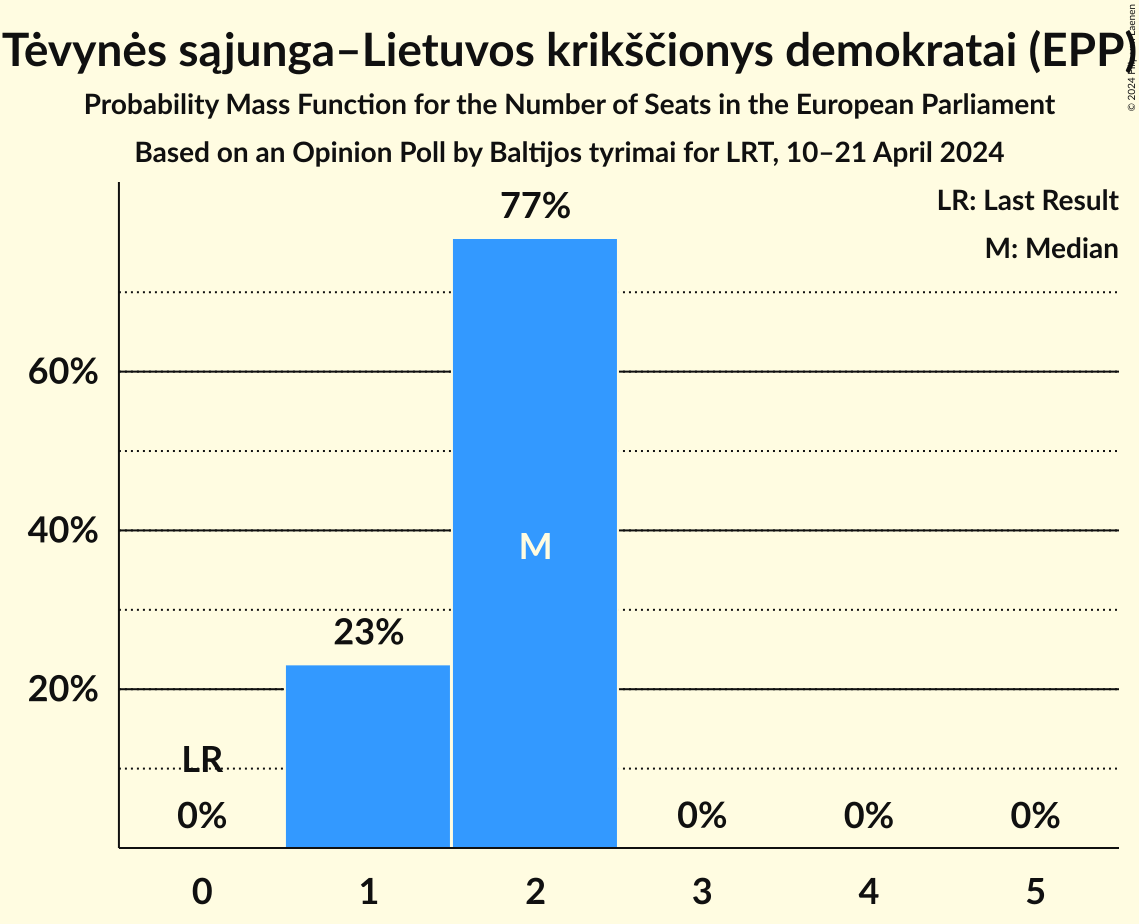 Tėvynės sąjunga–Lietuvos krikščionys demokratai (EPP)
Probability Mass Function for the Number of Seats in the European Parliament
Based on an Opinion Poll by Baltijos tyrimai for LRT, 10–21 April 2024
© 2024 Laenen
LR: Last Result
M: Median
77%
60%
40%
M
23%
20%
LR
0%
0%
0%
0%
0 1 2 3 4 5